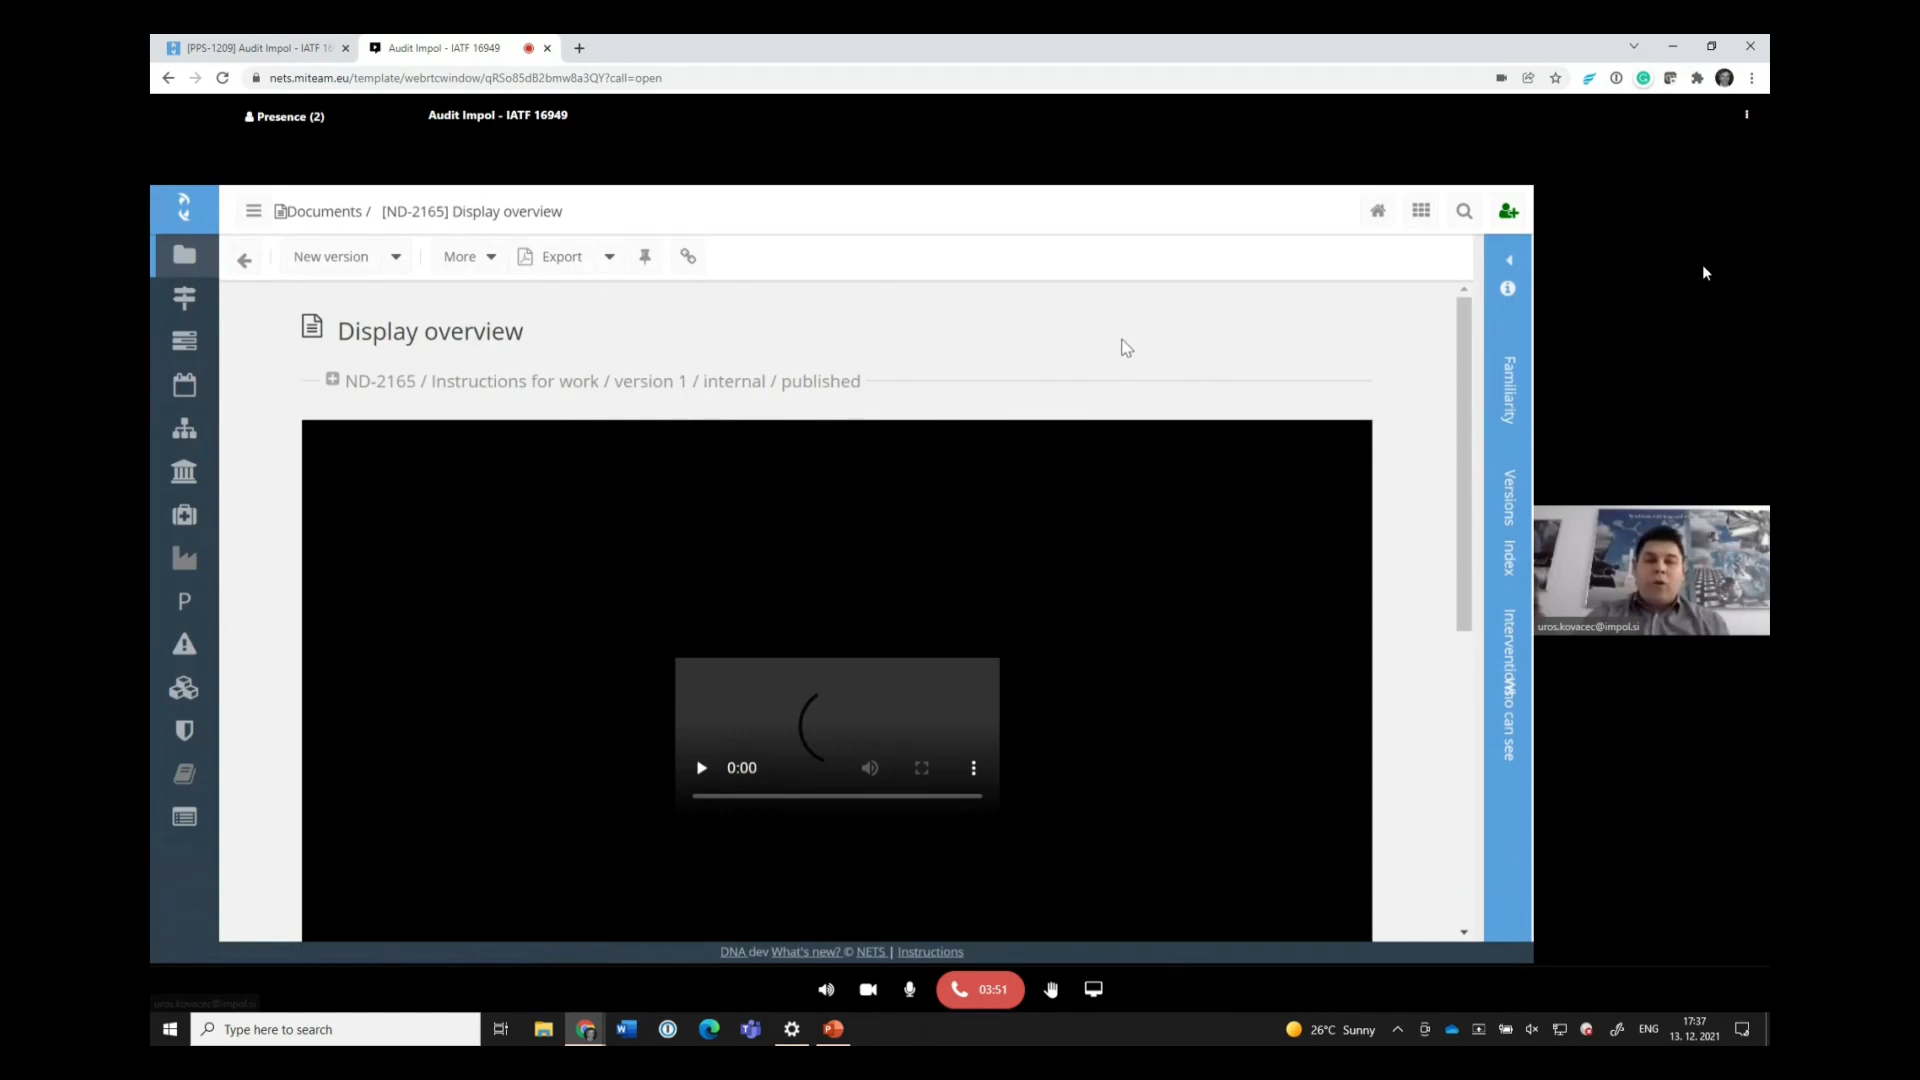 [PPS-1209] Audit Impol - IATF 16
Audit Impol - IATF 16949
nets.miteam.eu/template/webrtcwindow/qRSo85dB2bmw8a3QY?call=open
Presence (2)
Audit Impol - IATF 16949
Documents / [ND-2165] Display overview
New version
More
Export
Display overview
ND-2165 / Instructions for work / version 1 / internal / published
Familiarity
Versions
Index
Interventions
Who can see
P
0:00
uros.kovacec@impol.si
DNA dev What's new? © NETS | Instructions
03:51
uros.kovacec@impol.si
Type here to search
26°C Sunny
ENG
17:37
13. 12. 2021